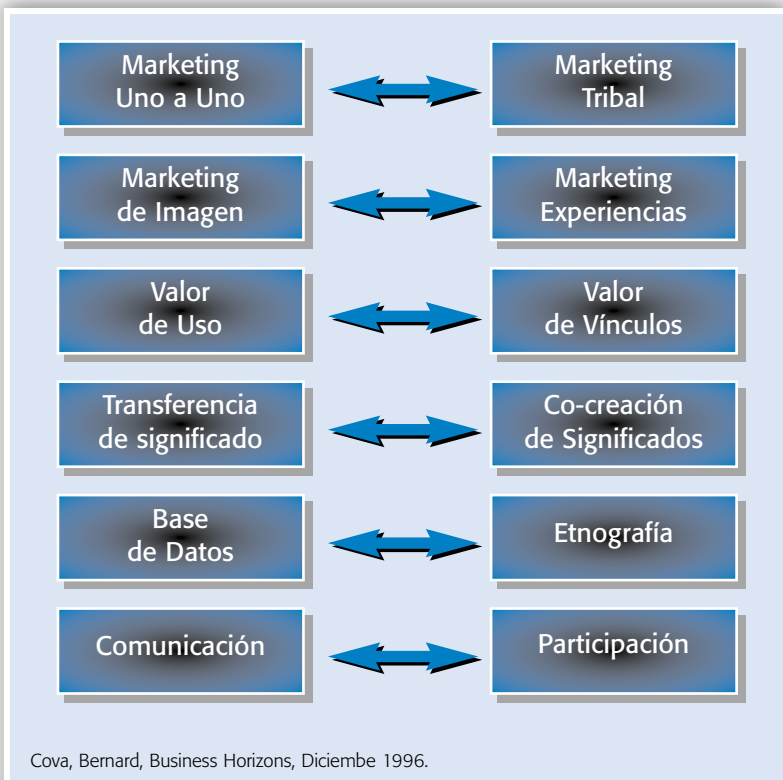 Marketing
Uno a Uno
Marketing
Tribal
Marketing
de Imagen
Marketing
Experiencias
Valor
de Uso
Valor
de Vínculos
Transferencia
de significado
Co-creación
de Significados
Base
de Datos
Etnografía
Comunicación
Participación
Cova, Bernard, Business Horizons, Diciembre 1996.